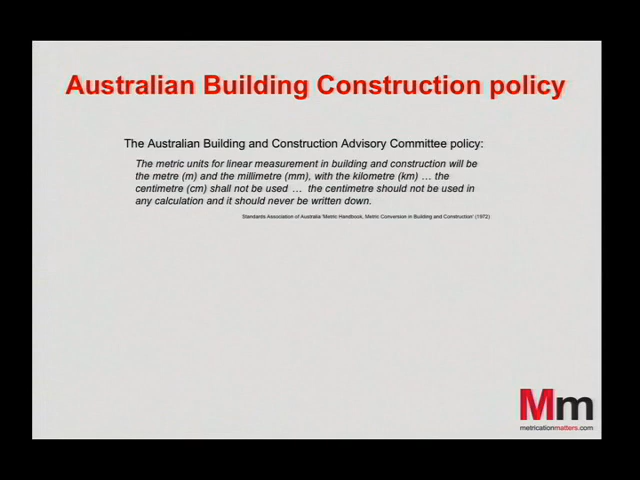 Australian Building Construction policy
The Australian Building and Construction Advisory Committee policy:
The metric units for linear measurement in building and construction will be
the metre (m) and the millimetre (mm), with the kilometre (km) … the
centimetre (cm) shall not be used … the centimetre should not be used in
any calculation and it should never be written down.
Standards Association of Australia 'Metric Handbook, Metric Conversion in Building and Construction' (1972)
Mm
metricationmatters.com